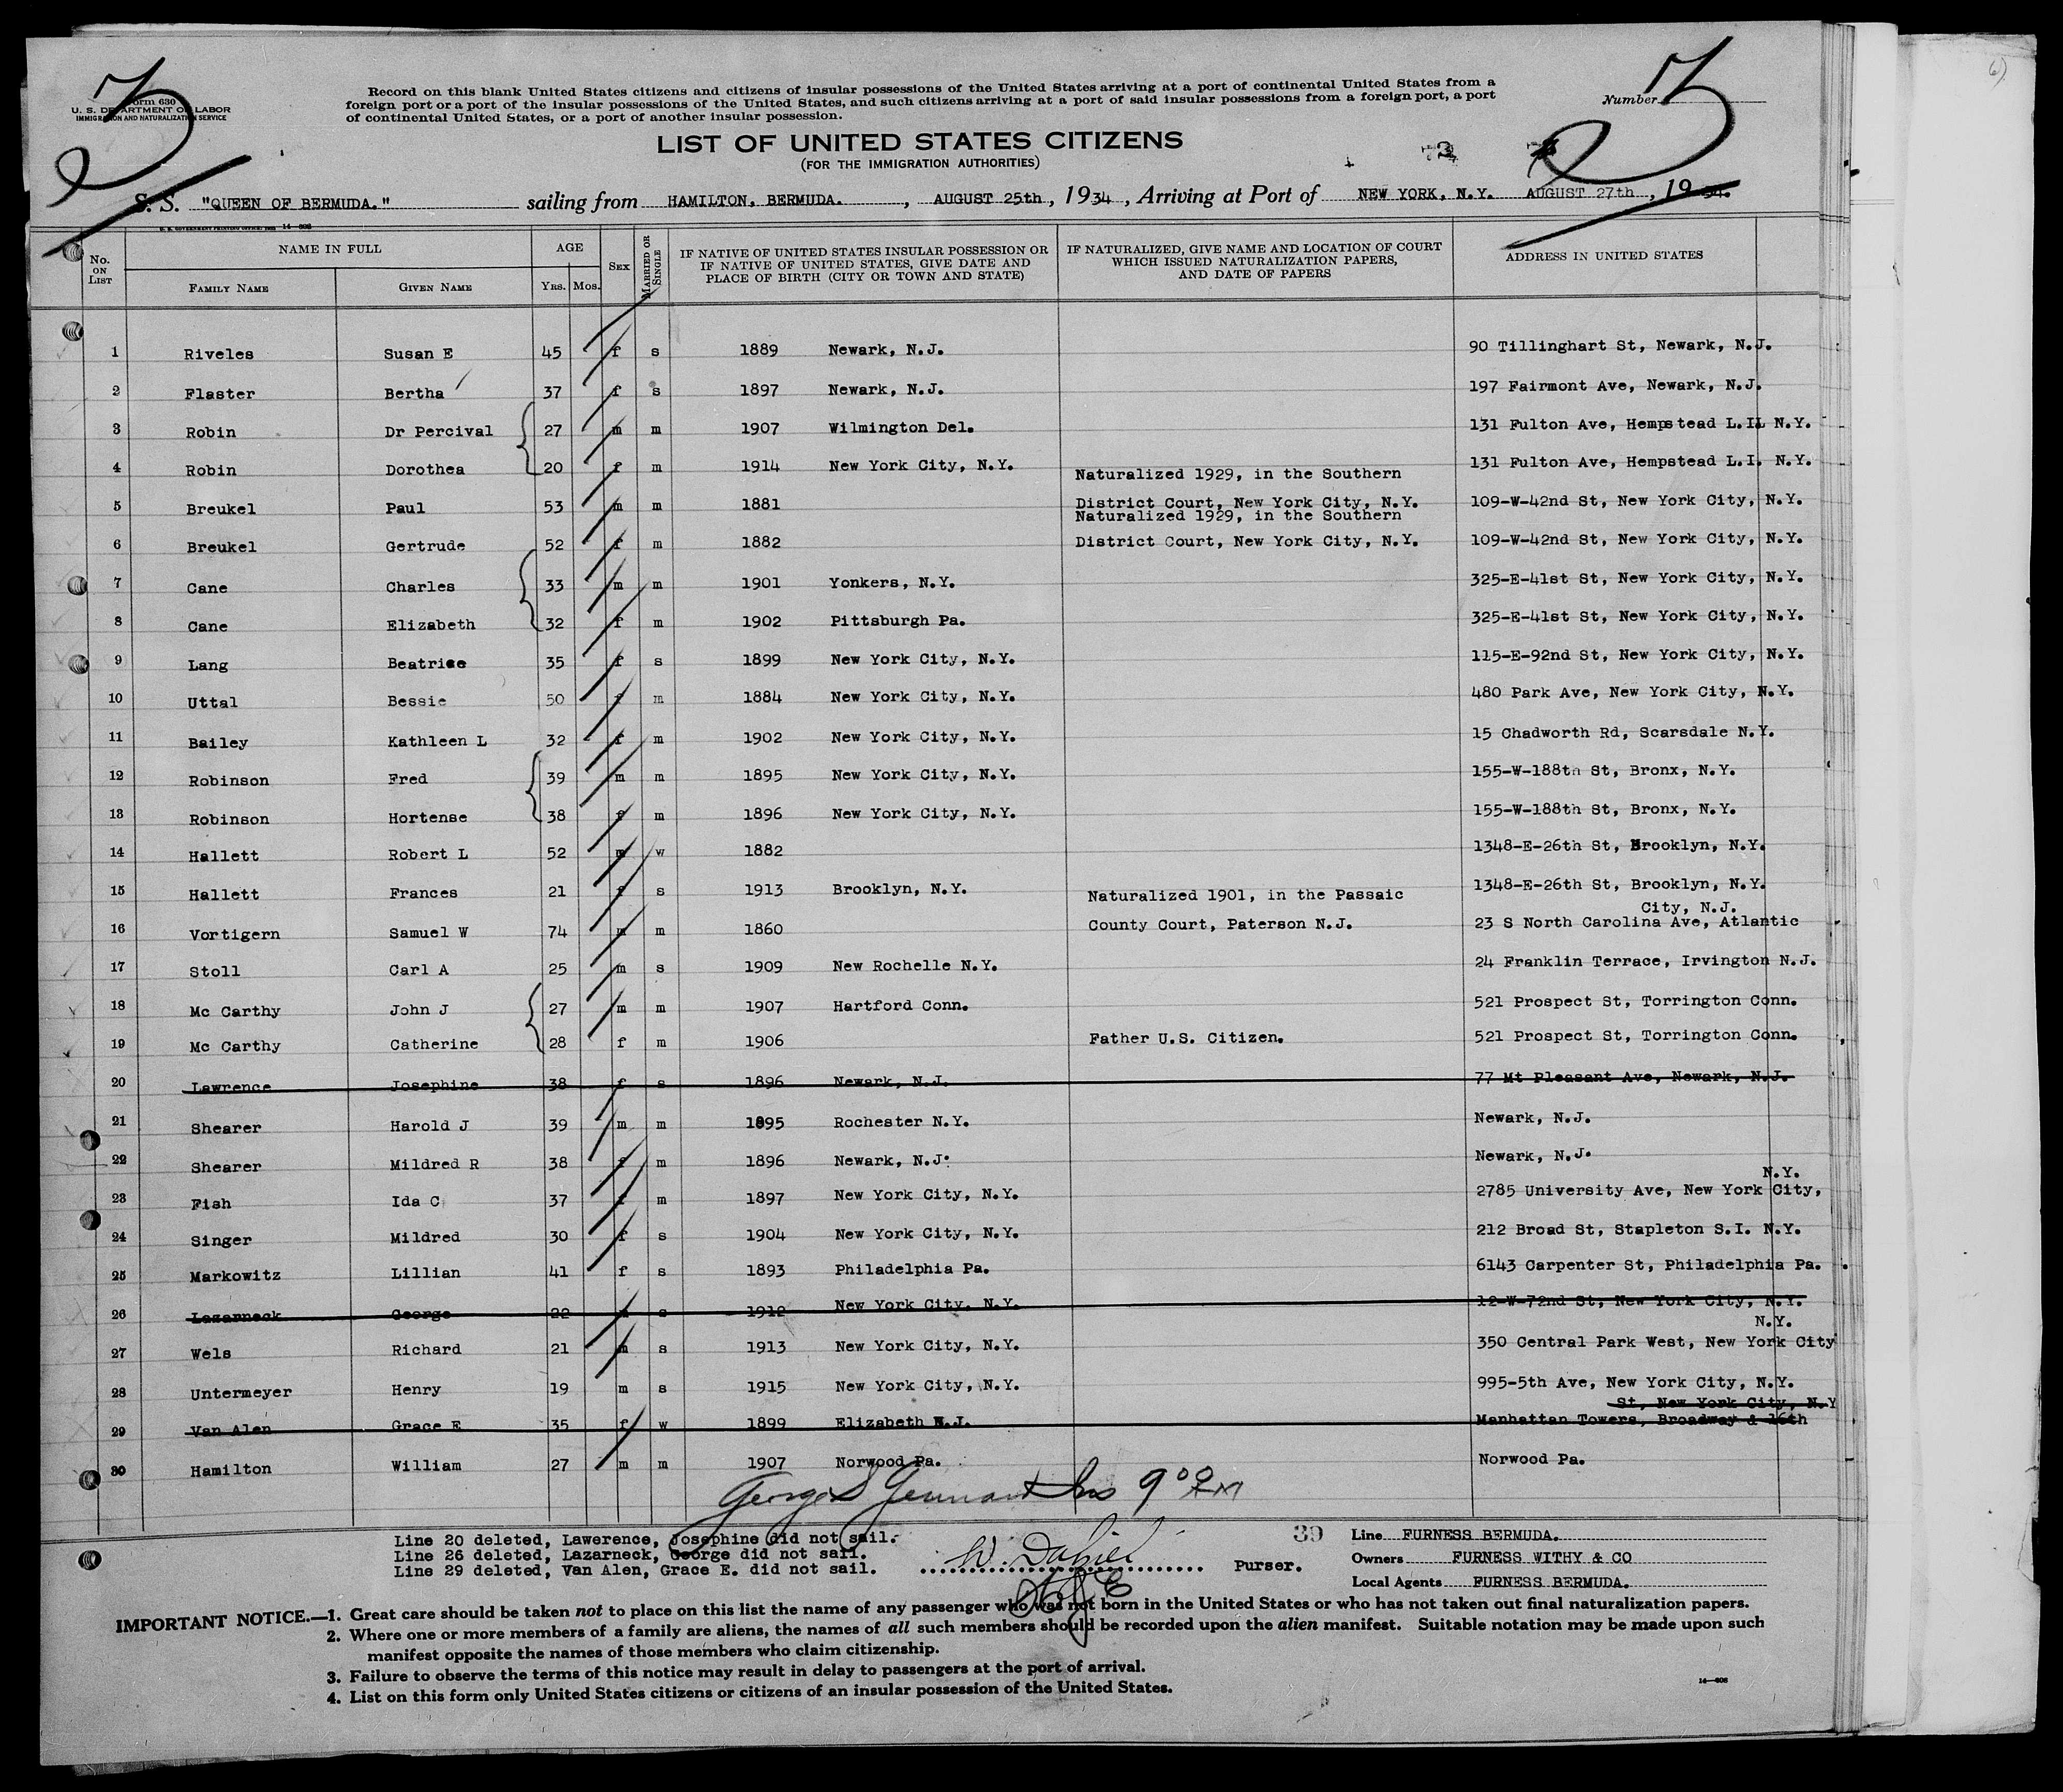 Form 630
U. S. DEPARTMENT OF LABOR
IMMIGRATION AND NATURALIZATION SERVICE
Record on this blank United States citizens and citizens of insular possessions of the United States arriving at a port of continental United States from a
foreign port or a port of the insular possessions of the United States, and such citizens arriving at a port of said insular possessions from a foreign port, a port
of continental United States, or a port of another insular possession.
Number
3
3
LIST OF UNITED STATES CITIZENS
(FOR THE IMMIGRATION AUTHORITIES)
S. S. "QUEEN OF BERMUDA." sailing from HAMILTON, BERMUDA. , AUGUST 25th , 1934 , Arriving at Port of NEW YORK, N.Y. AUGUST 27th , 1934.
No. ON LIST
NAME IN FULL
FAMILY NAME GIVEN NAME
AGE
YRS. MOS.
SEX
MARRIED OR SINGLE
IF NATIVE OF UNITED STATES INSULAR POSSESSION OR
IF NATIVE OF UNITED STATES, GIVE DATE AND
PLACE OF BIRTH (CITY OR TOWN AND STATE)
IF NATURALIZED, GIVE NAME AND LOCATION OF COURT
WHICH ISSUED NATURALIZATION PAPERS,
AND DATE OF PAPERS
ADDRESS IN UNITED STATES
1 Riveles Susan E 45 f s 1889 Newark, N.J. 90 Tillinghart St, Newark, N.J.
2 Flaster Bertha 37 f s 1897 Newark, N.J. 197 Fairmont Ave, Newark, N.J.
3 Robin Dr Percival 27 m m 1907 Wilmington Del. 131 Fulton Ave, Hempstead L.I. N.Y.
4 Robin Dorothea 20 f m 1914 New York City, N.Y. 131 Fulton Ave, Hempstead L.I. N.Y.
Naturalized 1929, in the Southern
5 Breukel Paul 53 m m 1881 District Court, New York City, N.Y. 109-W-42nd St, New York City, N.Y.
Naturalized 1929, in the Southern
6 Breukel Gertrude 52 f m 1882 District Court, New York City, N.Y. 109-W-42nd St, New York City, N.Y.
7 Cane Charles 33 m m 1901 Yonkers, N.Y. 325-E-41st St, New York City, N.Y.
8 Cane Elizabeth 32 f m 1902 Pittsburgh Pa. 325-E-41st St, New York City, N.Y.
9 Lang Beatrice 35 f s 1899 New York City, N.Y. 115-E-92nd St, New York City, N.Y.
10 Uttal Bessie 50 f m 1884 New York City, N.Y. 480 Park Ave, New York City, N.Y.
11 Bailey Kathleen L 32 f m 1902 New York City, N.Y. 15 Chadworth Rd, Scarsdale N.Y.
12 Robinson Fred 39 m m 1895 New York City, N.Y. 155-W-188th St, Bronx, N.Y.
13 Robinson Hortense 38 f m 1896 New York City, N.Y. 155-W-188th St, Bronx, N.Y.
14 Hallett Robert L 52 m w 1882 1348-E-26th St, Brooklyn, N.Y.
15 Hallett Frances 21 f s 1913 Brooklyn, N.Y. 1348-E-26th St, Brooklyn, N.Y.
Naturalized 1901, in the Passaic City, N.J.
16 Vortigern Samuel W 74 m m 1860 County Court, Paterson N.J. 23 S North Carolina Ave, Atlantic
17 Stoll Carl A 25 m s 1909 New Rochelle N.Y. 24 Franklin Terrace, Irvington N.J.
18 Mc Carthy John J 27 m m 1907 Hartford Conn. 521 Prospect St, Torrington Conn.
19 Mc Carthy Catherine 28 f m 1906 Father U.S. Citizen. 521 Prospect St, Torrington Conn.
20 Lawrence Josephine 38 f s 1896 Newark, N.J. 77 Mt Pleasant Ave, Newark, N.J.
21 Shearer Harold J 39 m m 1895 Rochester N.Y. Newark, N.J.
22 Shearer Mildred R 38 f m 1896 Newark, N.J. Newark, N.J.
N.Y.
23 Fish Ida C 37 f m 1897 New York City, N.Y. 2785 University Ave, New York City,
24 Singer Mildred 30 f s 1904 New York City, N.Y. 212 Broad St, Stapleton S.I. N.Y.
25 Markowitz Lillian 41 f s 1893 Philadelphia Pa. 6143 Carpenter St, Philadelphia Pa.
26 Lazarneck George 22 m s 1912 New York City, N.Y. 12-W-72nd St, New York City, N.Y.
N.Y.
27 Wels Richard 21 m s 1913 New York City, N.Y. 350 Central Park West, New York City
28 Untermeyer Henry 19 m s 1915 New York City, N.Y. 995-5th Ave, New York City, N.Y.
St, New York City, N.Y
29 Van Alen Grace E 35 f w 1899 Elizabeth N.J. Manhattan Towers, Broadway & 16th
30 Hamilton William 27 m m 1907 Norwood Pa. Norwood Pa.
Line 20 deleted, Lawerence, Josephine did not sail.
Line 26 deleted, Lazarneck, George did not sail.
Line 29 deleted, Van Alen, Grace E. did not sail.
Purser.
39
Line FURNESS BERMUDA.
Owners FURNESS WITHY & CO
Local Agents FURNESS BERMUDA.
IMPORTANT NOTICE.—1. Great care should be taken not to place on this list the name of any passenger who was not born in the United States or who has not taken out final naturalization papers.
2. Where one or more members of a family are aliens, the names of all such members should be recorded upon the alien manifest. Suitable notation may be made upon such
manifest opposite the names of those members who claim citizenship.
3. Failure to observe the terms of this notice may result in delay to passengers at the port of arrival.
4. List on this form only United States citizens or citizens of an insular possession of the United States.